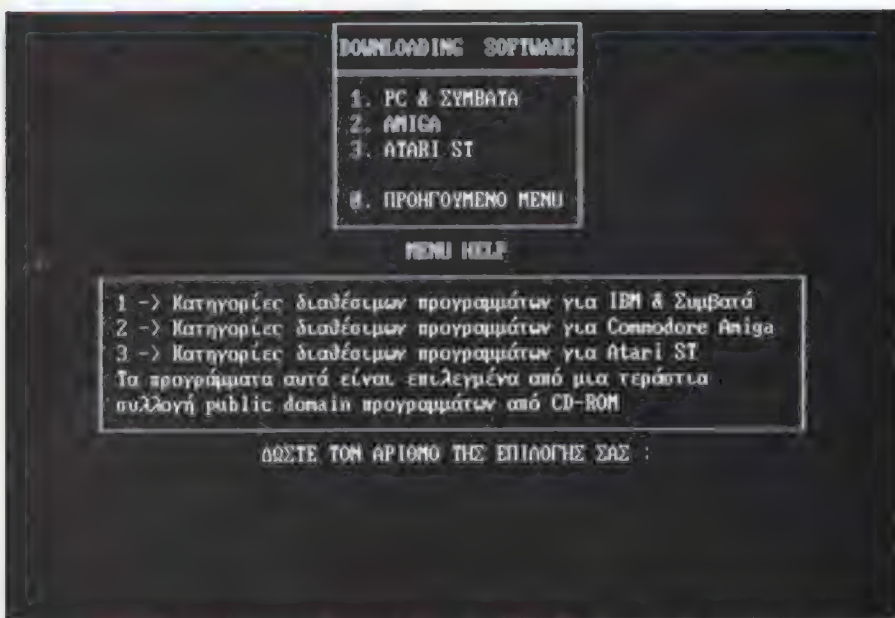 DOWNLOADING SOFTWARE
1. PC & ΣΥΜΒΑΤΑ
2. AMIGA
3. ATARI ST
0. ΠΡΟΗΓΟΥΜΕΝΟ MENU
MENU HELP
1 -> Κατηγορίες διαθέσιμων προγραμμάτων για IBM & Συμβατά
2 -> Κατηγορίες διαθέσιμων προγραμμάτων για Commodore Amiga
3 -> Κατηγορίες διαθέσιμων προγραμμάτων για Atari ST
Τα προγράμματα αυτά είναι επιλεγμένα από μια τεράστια
συλλογή public domain προγραμμάτων από CD-ROM
ΔΩΣΤΕ ΤΟΝ ΑΡΙΘΜΟ ΤΗΣ ΕΠΙΛΟΓΗΣ ΣΑΣ :